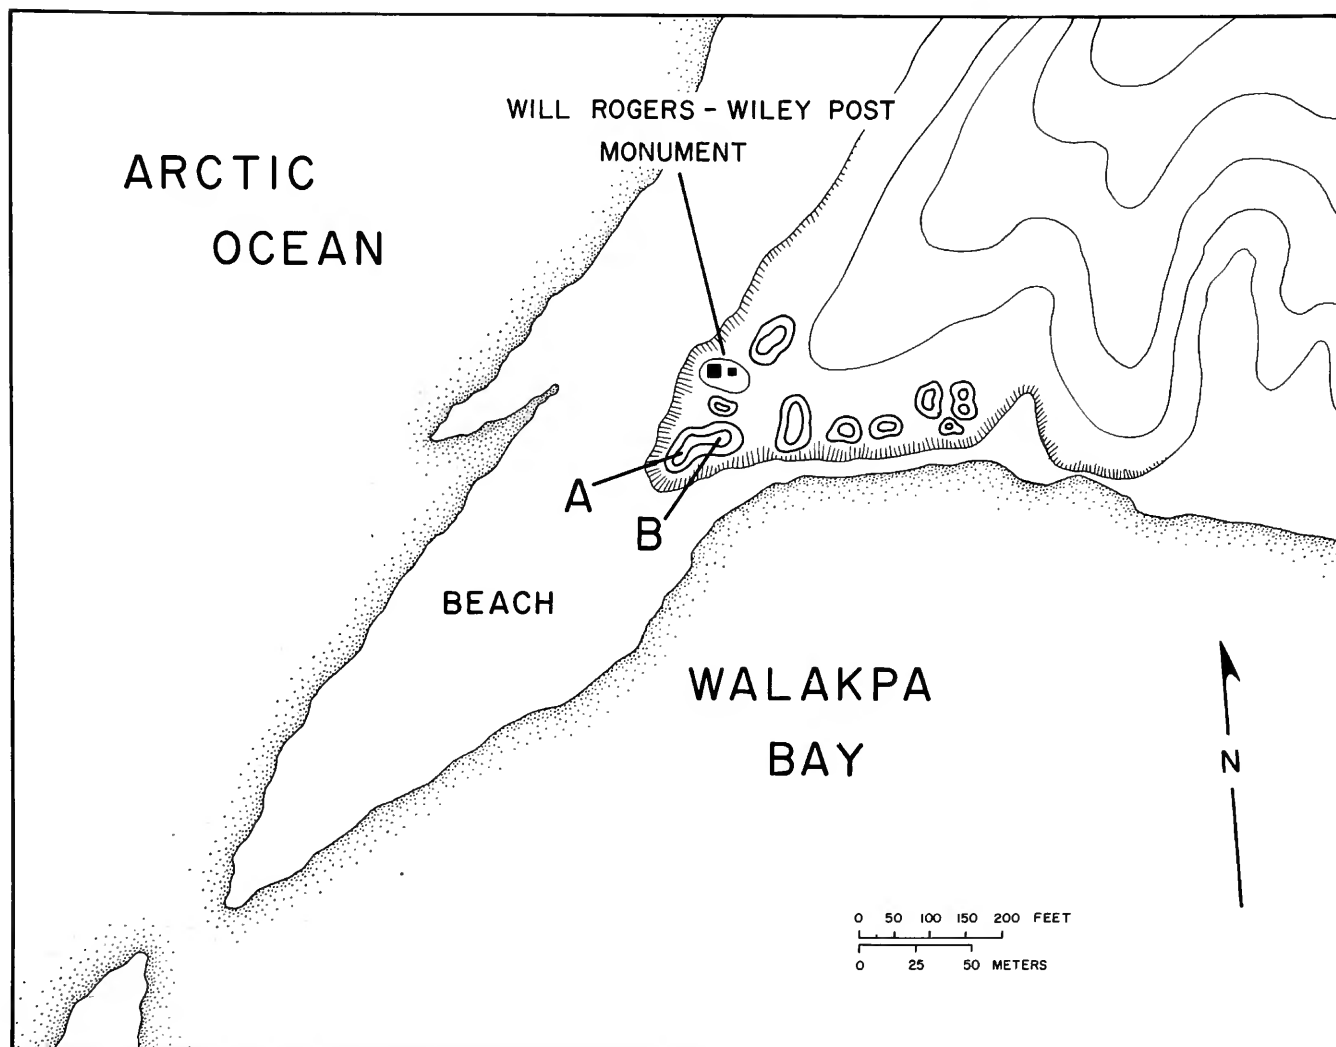 WILL ROGERS - WILEY POST
MONUMENT
ARCTIC
OCEAN
A
B
BEACH
WALAKPA
BAY
N
0 50 100 150 200 FEET
0 25 50 METERS